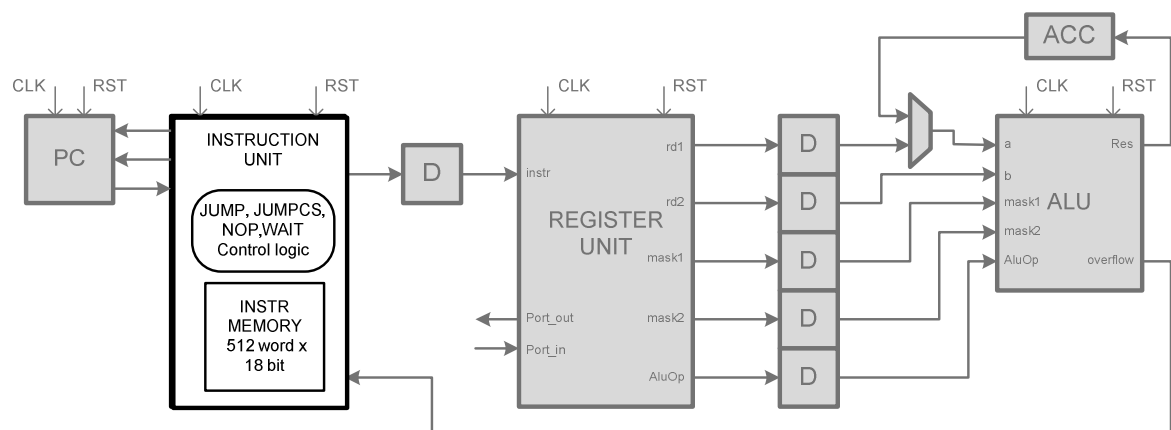 ACC
CLK
RST
CLK
RST
CLK
RST
CLK
RST
PC
INSTRUCTION
UNIT
JUMP, JUMPCS,
NOP,WAIT
Control logic
INSTR
MEMORY
512 word x
18 bit
D
instr
REGISTER
UNIT
rd1
rd2
mask1
mask2
AluOp
Port_out
Port_in
D
D
D
D
D
a
b
mask1
mask2
AluOp
ALU
Res
overflow